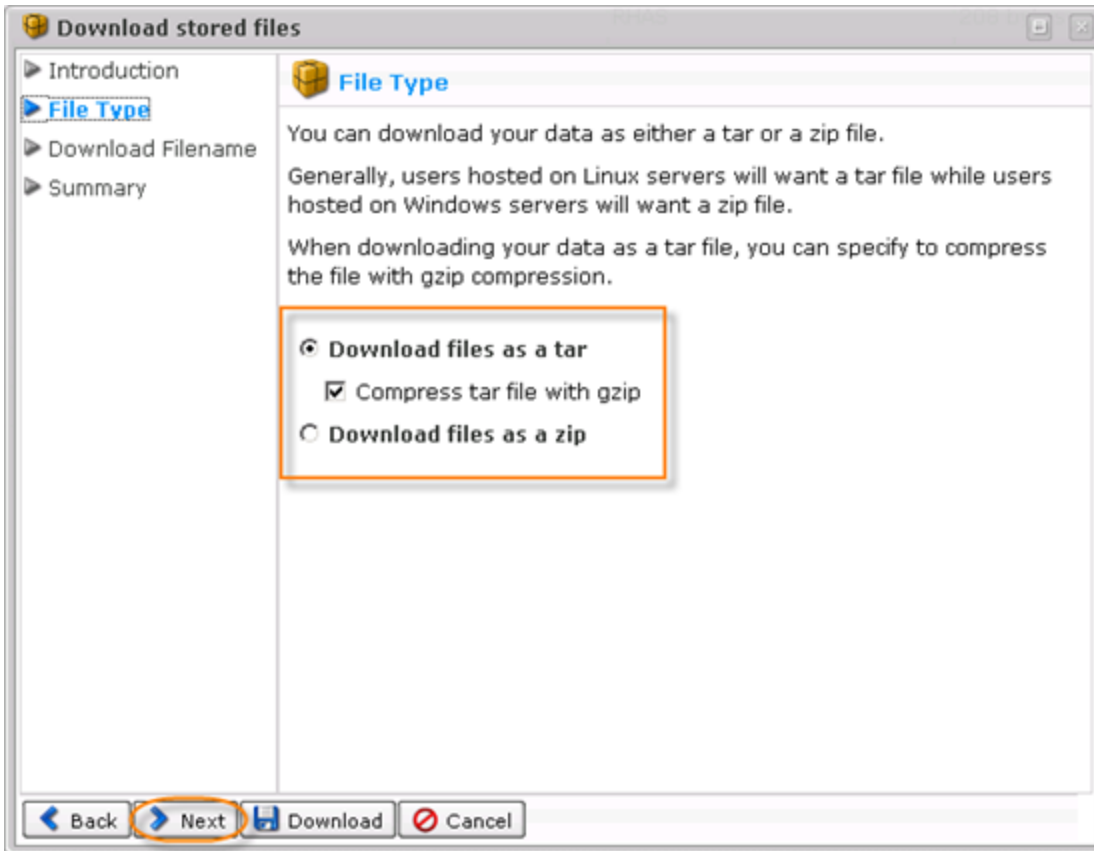 Download stored files
RHAS
Introduction
File Type
Download Filename
Summary
File Type
You can download your data as either a tar or a zip file.
Generally, users hosted on Linux servers will want a tar file while users
hosted on Windows servers will want a zip file.
When downloading your data as a tar file, you can specify to compress
the file with gzip compression.
Download files as a tar
Compress tar file with gzip
Download files as a zip
Back
Next
Download
Cancel